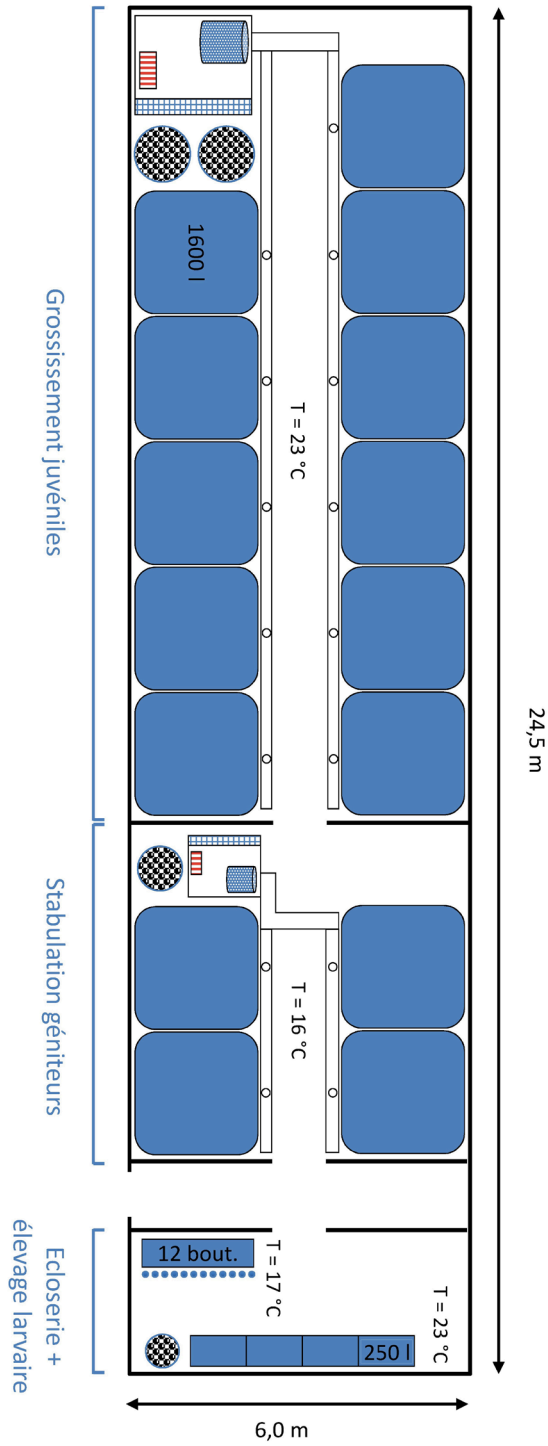 1600 l
Grossissement juvéniles
T = 23 °C
24,5 m
Stabulation géniteurs
T = 16 °C
12 bout.
T = 17 °C
T = 23 °C
250 l
Ecloserie +
élevage larvaire
6,0 m